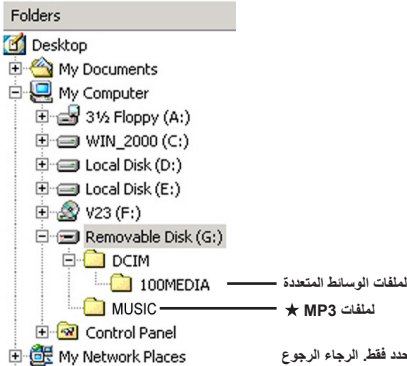 Folders
Desktop
My Documents
My Computer
3½ Floppy (A:)
WIN_2000 (C:)
Local Disk (D:)
Local Disk (E:)
V23 (F:)
Removable Disk (G:)
DCIM
100MEDIA لملفات الوسائط المتعددة
MUSIC لملفات MP3 ★
Control Panel
My Network Places حدد فقط. الرجاء الرجوع